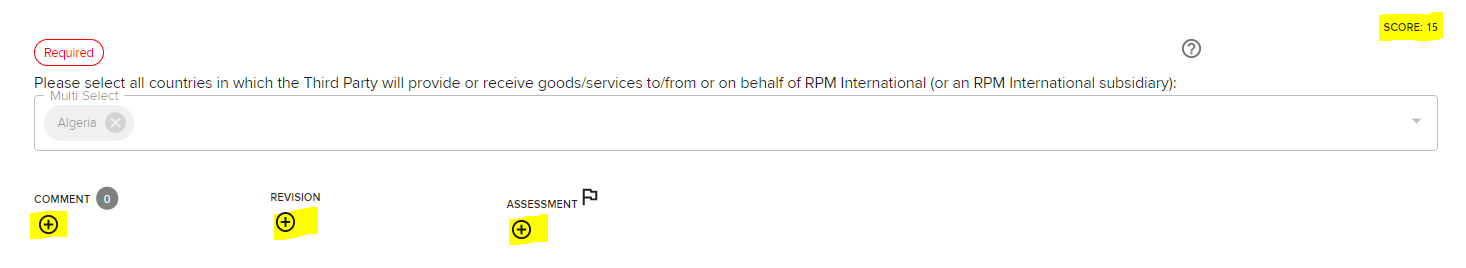 SCORE: 15
Required
Please select all countries in which the Third Party will provide or receive goods/services to/from or on behalf of RPM International (or an RPM International subsidiary):
Multi Select
Algeria
COMMENT 0
REVISION
ASSESSMENT